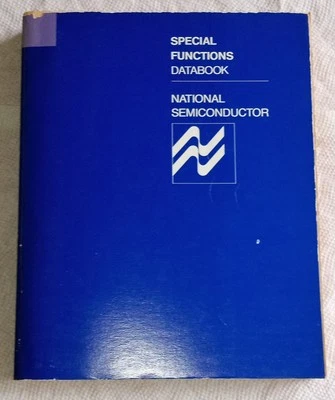 SPECIAL
FUNCTIONS
DATABOOK
NATIONAL
SEMICONDUCTOR